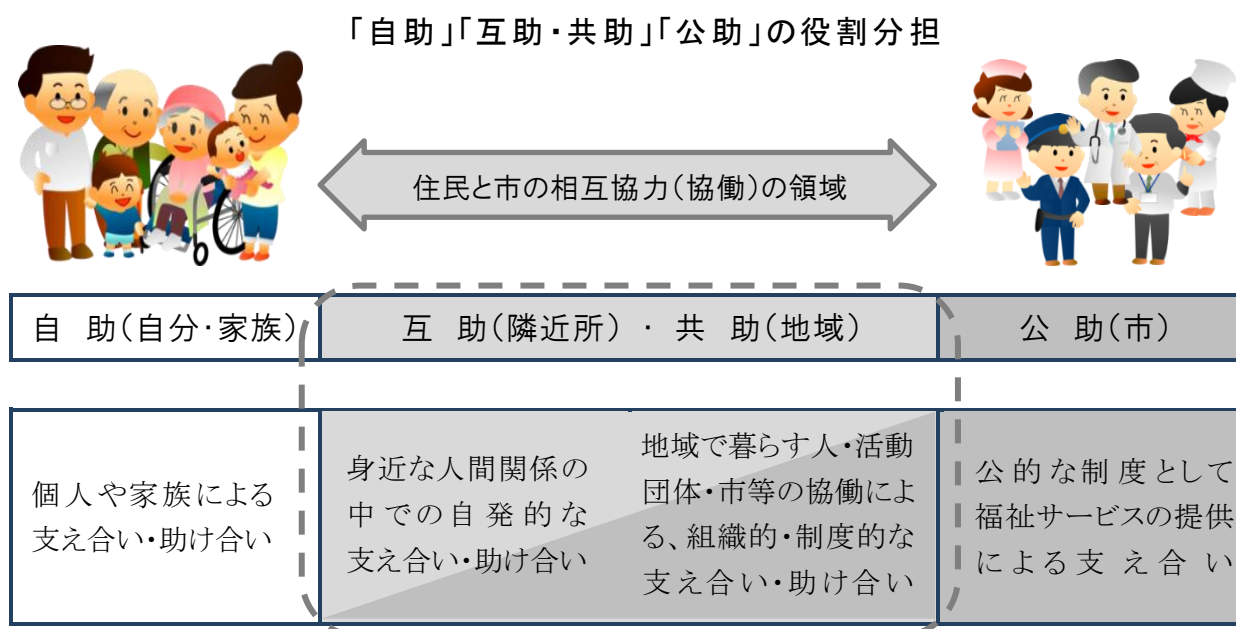 「自助」「互助・共助」「公助」の役割分担
住民と市の相互協力(協働)の領域
自 助(自分・家族)
互 助(隣近所) ・ 共 助(地域)
公 助(市)
個人や家族による
支え合い・助け合い
身近な人間関係の
中での自発的な
支え合い・助け合い
地域で暮らす人・活動
団体・市等の協働によ
る、組織的・制度的な
支え合い・助け合い
公的な制度として
福祉サービスの提供
による支え合い